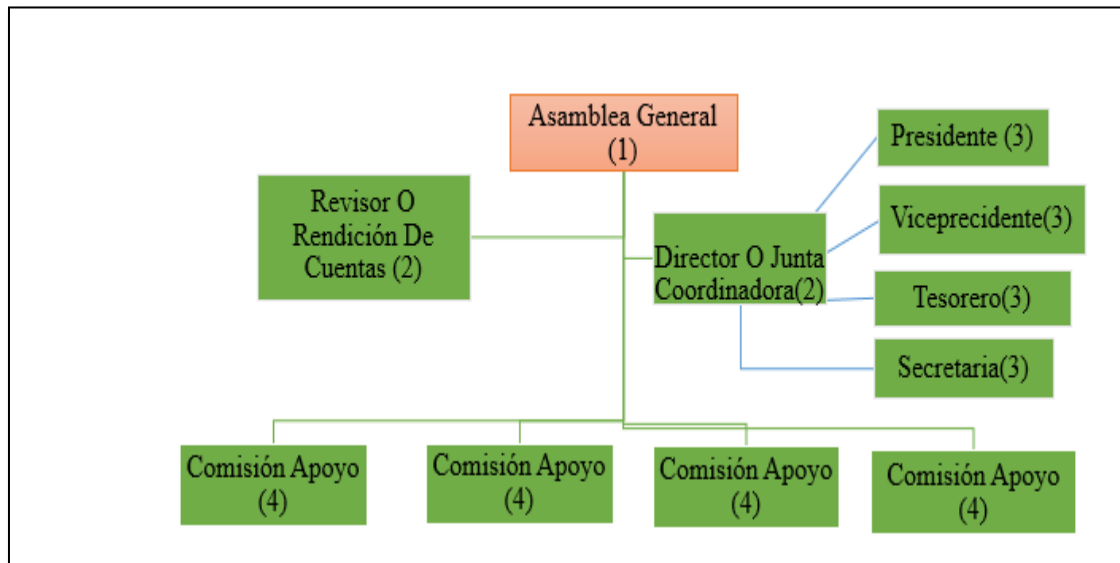 Asamblea General
(1)
Revisor O
Rendición De
Cuentas (2)
Director O Junta
Coordinadora(2)
Presidente (3)
Viceprecidente(3)
Tesorero(3)
Secretaria(3)
Comisión Apoyo
(4)
Comisión Apoyo
(4)
Comisión Apoyo
(4)
Comisión Apoyo
(4)